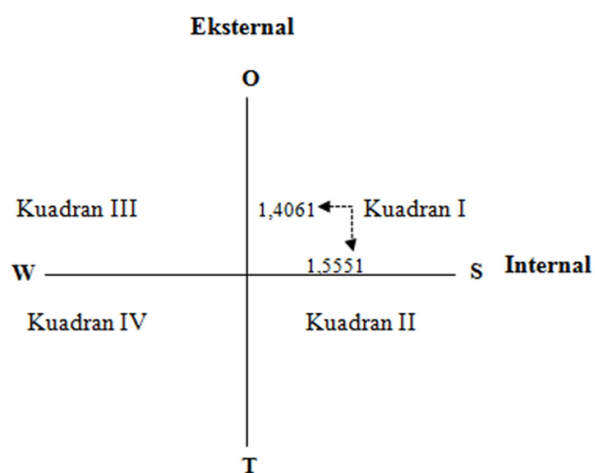 Eksternal
O
Kuadran III
1,4061
Kuadran I
1,5551
W
S
Internal
Kuadran IV
Kuadran II
T